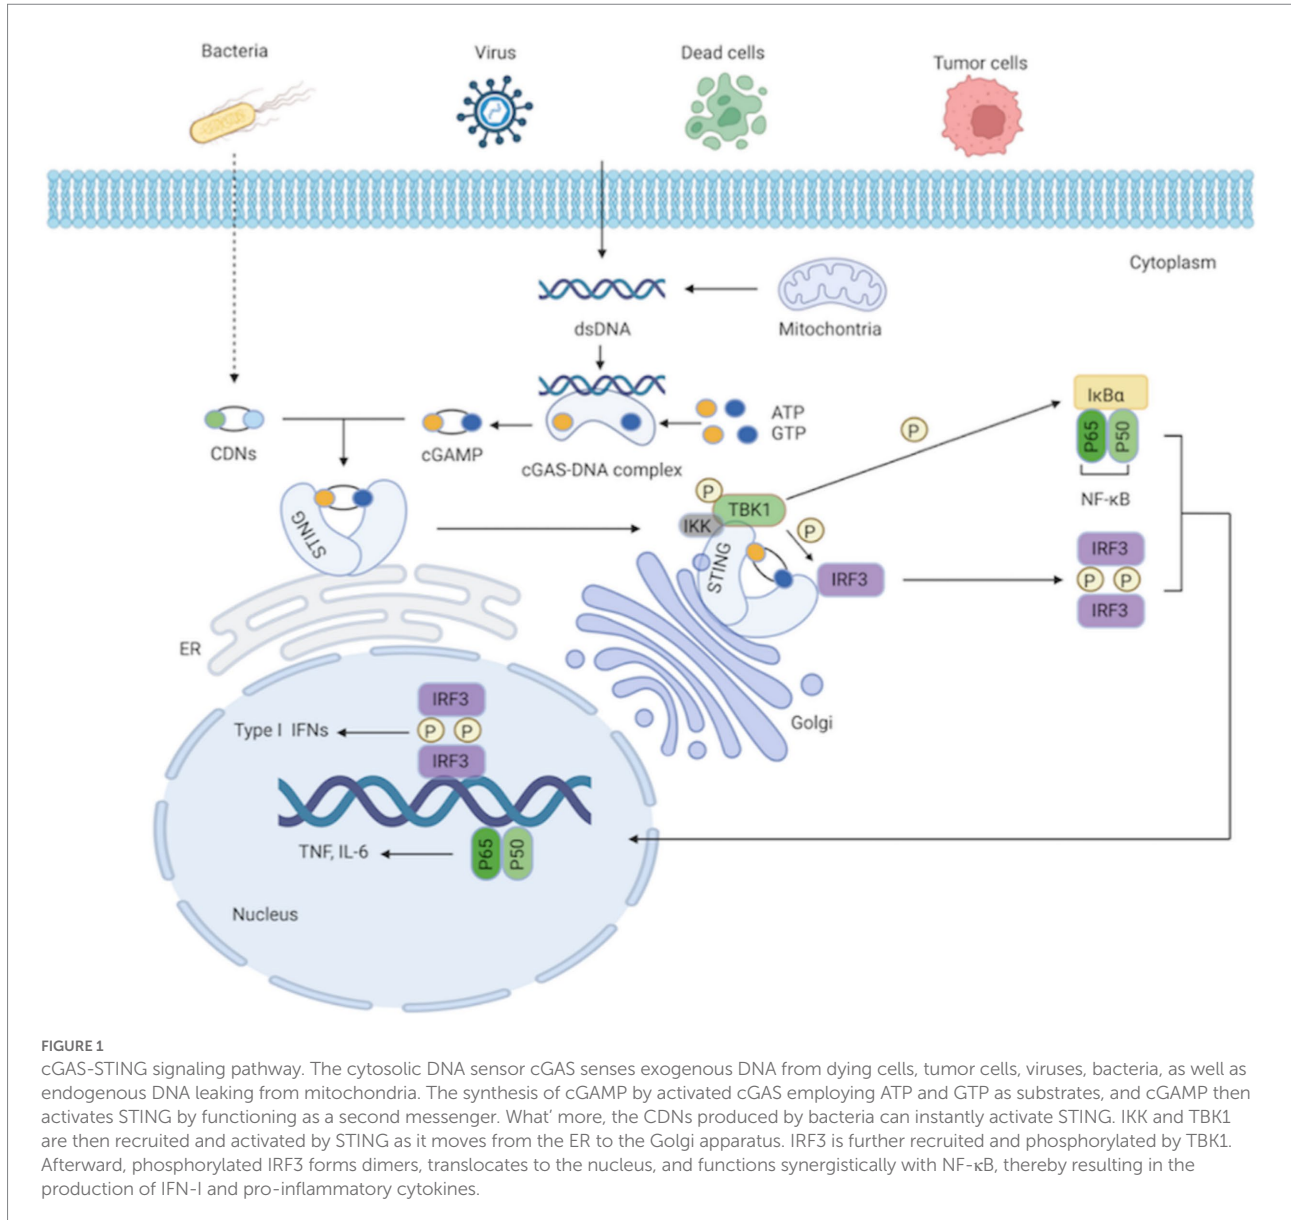 Bacteria
Virus
Dead cells
Tumor cells
Cytoplasm
dsDNA
Mitochontria
CDNs
cGAMP
cGAS-DNA complex
ATP
GTP
P
IκBα
P65
P50
NF-κB
STING
P
TBK1
IKK
P
STING
IRF3
IRF3
P P
IRF3
ER
Golgi
IRF3
Type I IFNs
P P
IRF3
TNF, IL-6
P65
P50
Nucleus
FIGURE 1
cGAS-STING signaling pathway. The cytosolic DNA sensor cGAS senses exogenous DNA from dying cells, tumor cells, viruses, bacteria, as well as
endogenous DNA leaking from mitochondria. The synthesis of cGAMP by activated cGAS employing ATP and GTP as substrates, and cGAMP then
activates STING by functioning as a second messenger. What’ more, the CDNs produced by bacteria can instantly activate STING. IKK and TBK1
are then recruited and activated by STING as it moves from the ER to the Golgi apparatus. IRF3 is further recruited and phosphorylated by TBK1.
Afterward, phosphorylated IRF3 forms dimers, translocates to the nucleus, and functions synergistically with NF-κB, thereby resulting in the
production of IFN-I and pro-inflammatory cytokines.